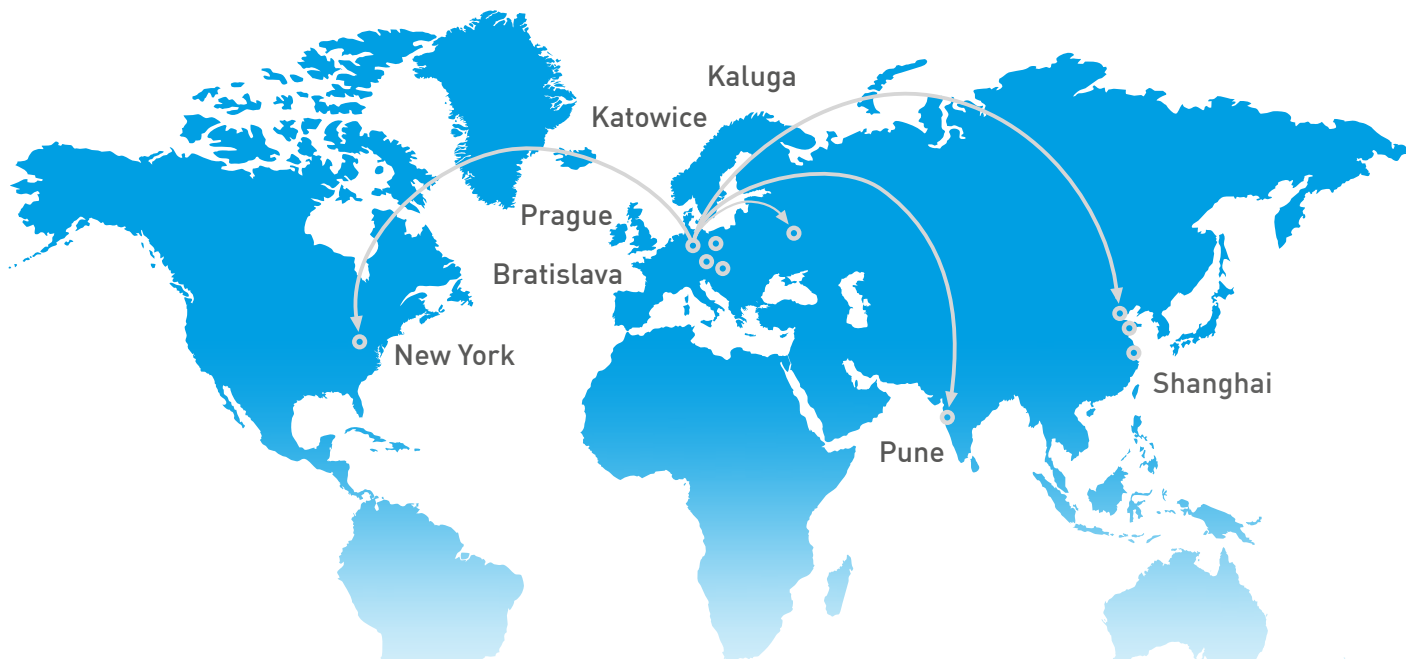 Kaluga
Katowice
Prague
Bratislava
New York
Shanghai
Pune